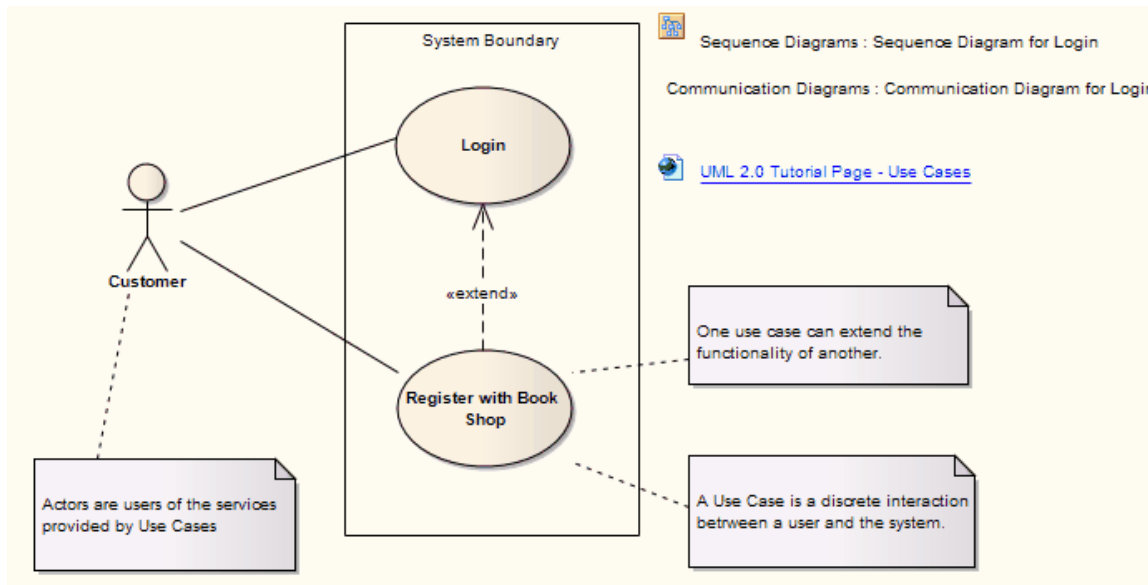 System Boundary
Sequence Diagrams : Sequence Diagram for Login
Communication Diagrams : Communication Diagram for Login
Login
UML 2.0 Tutorial Page - Use Cases
Customer
«extend»
One use case can extend the
functionality of another.
Register with Book
Shop
Actors are users of the services
provided by Use Cases
A Use Case is a discrete interaction
betrween a user and the system.